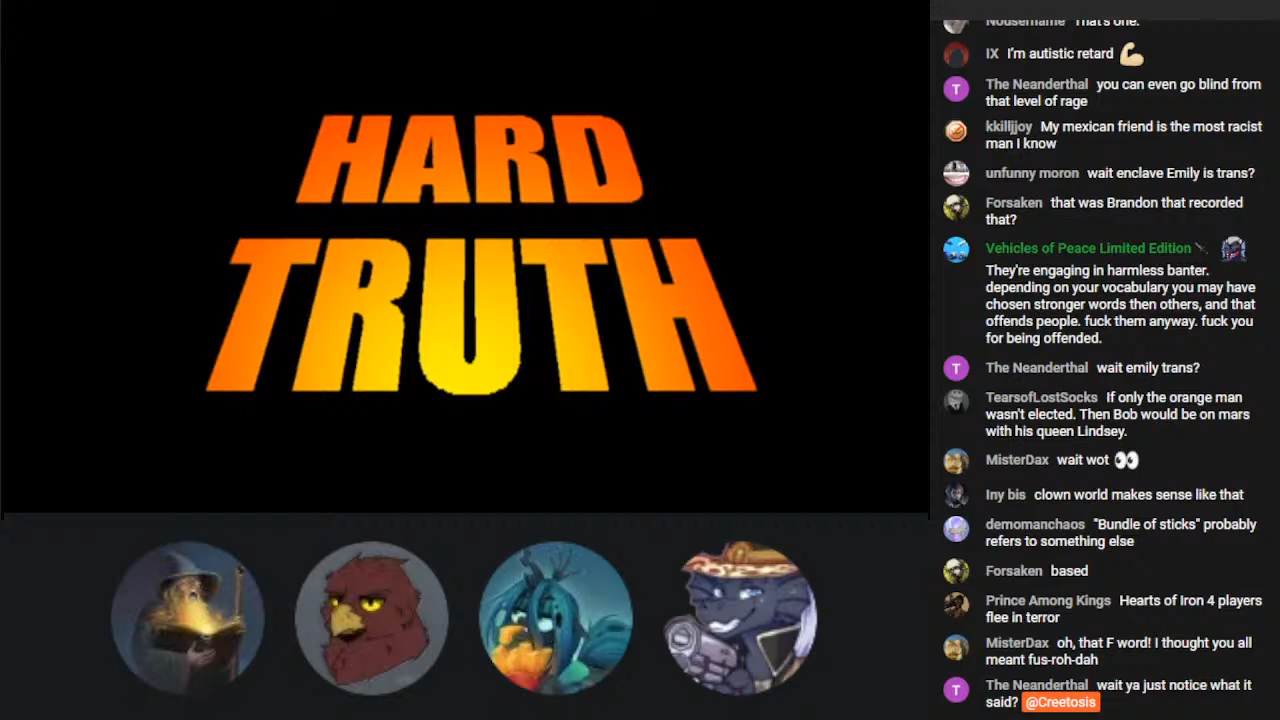 HARD
TRUTH
Nousername That's one.
IX I'm autistic retard
The Neanderthal you can even go blind from
that level of rage
kkilljjoy My mexican friend is the most racist
man I know
unfunny moron wait enclave Emily is trans?
Forsaken that was Brandon that recorded
that?
Vehicles of Peace Limited Edition
They're engaging in harmless banter.
depending on your vocabulary you may have
chosen stronger words then others, and that
offends people. fuck them anyway. fuck you
for being offended.
The Neanderthal wait emily trans?
TearsofLostSocks If only the orange man
wasn't elected. Then Bob would be on mars
with his queen Lindsey.
MisterDax wait wot
Iny bis clown world makes sense like that
demomanchaos "Bundle of sticks" probably
refers to something else
Forsaken based
Prince Among Kings Hearts of Iron 4 players
flee in terror
MisterDax oh, that F word! I thought you all
meant fus-roh-dah
T The Neanderthal wait ya just notice what it
said? @Creetosis